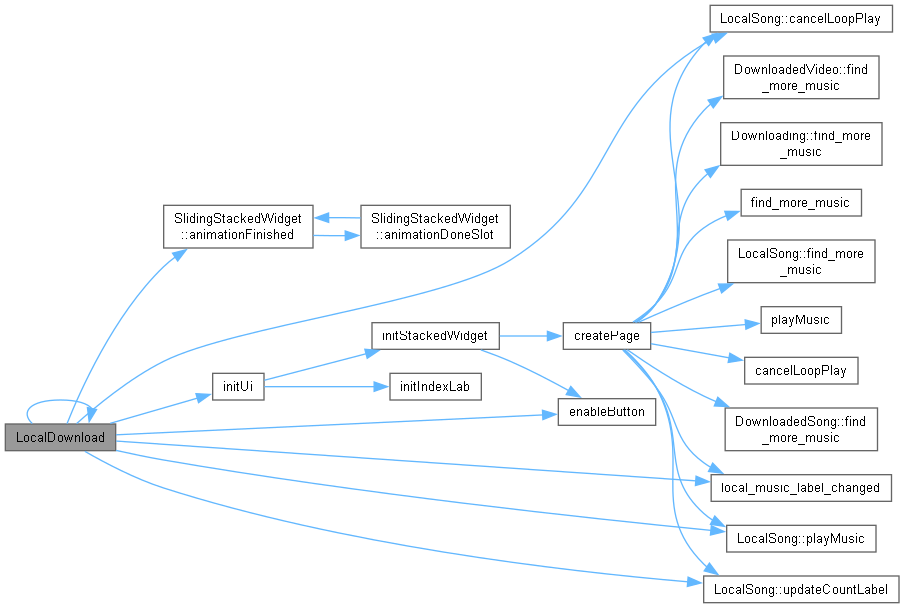 LocalSong::cancelLoopPlay
DownloadedVideo::find
_more_music
Downloading::find_more
_music
SlidingStackedWidget
::animationFinished
SlidingStackedWidget
::animationDoneSlot
find_more_music
LocalSong::find_more
_music
playMusic
initStackedWidget
createPage
cancelLoopPlay
initUi
initIndexLab
enableButton
DownloadedSong::find
_more_music
LocalDownload
local_music_label_changed
LocalSong::playMusic
LocalSong::updateCountLabel